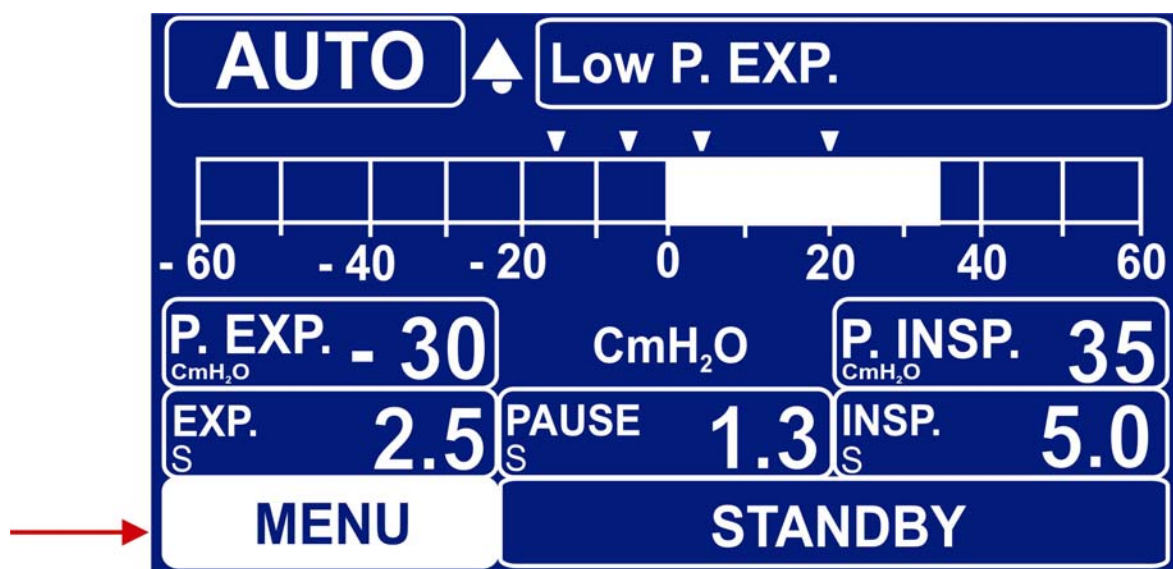 AUTO Low P. EXP.
- 60 - 40 - 20 0 20 40 60
P. EXP. - 30 CmH₂O P. INSP. 35
CmH₂O CmH₂O
EXP. 2.5 PAUSE 1.3 INSP. 5.0
S S S
MENU STANDBY